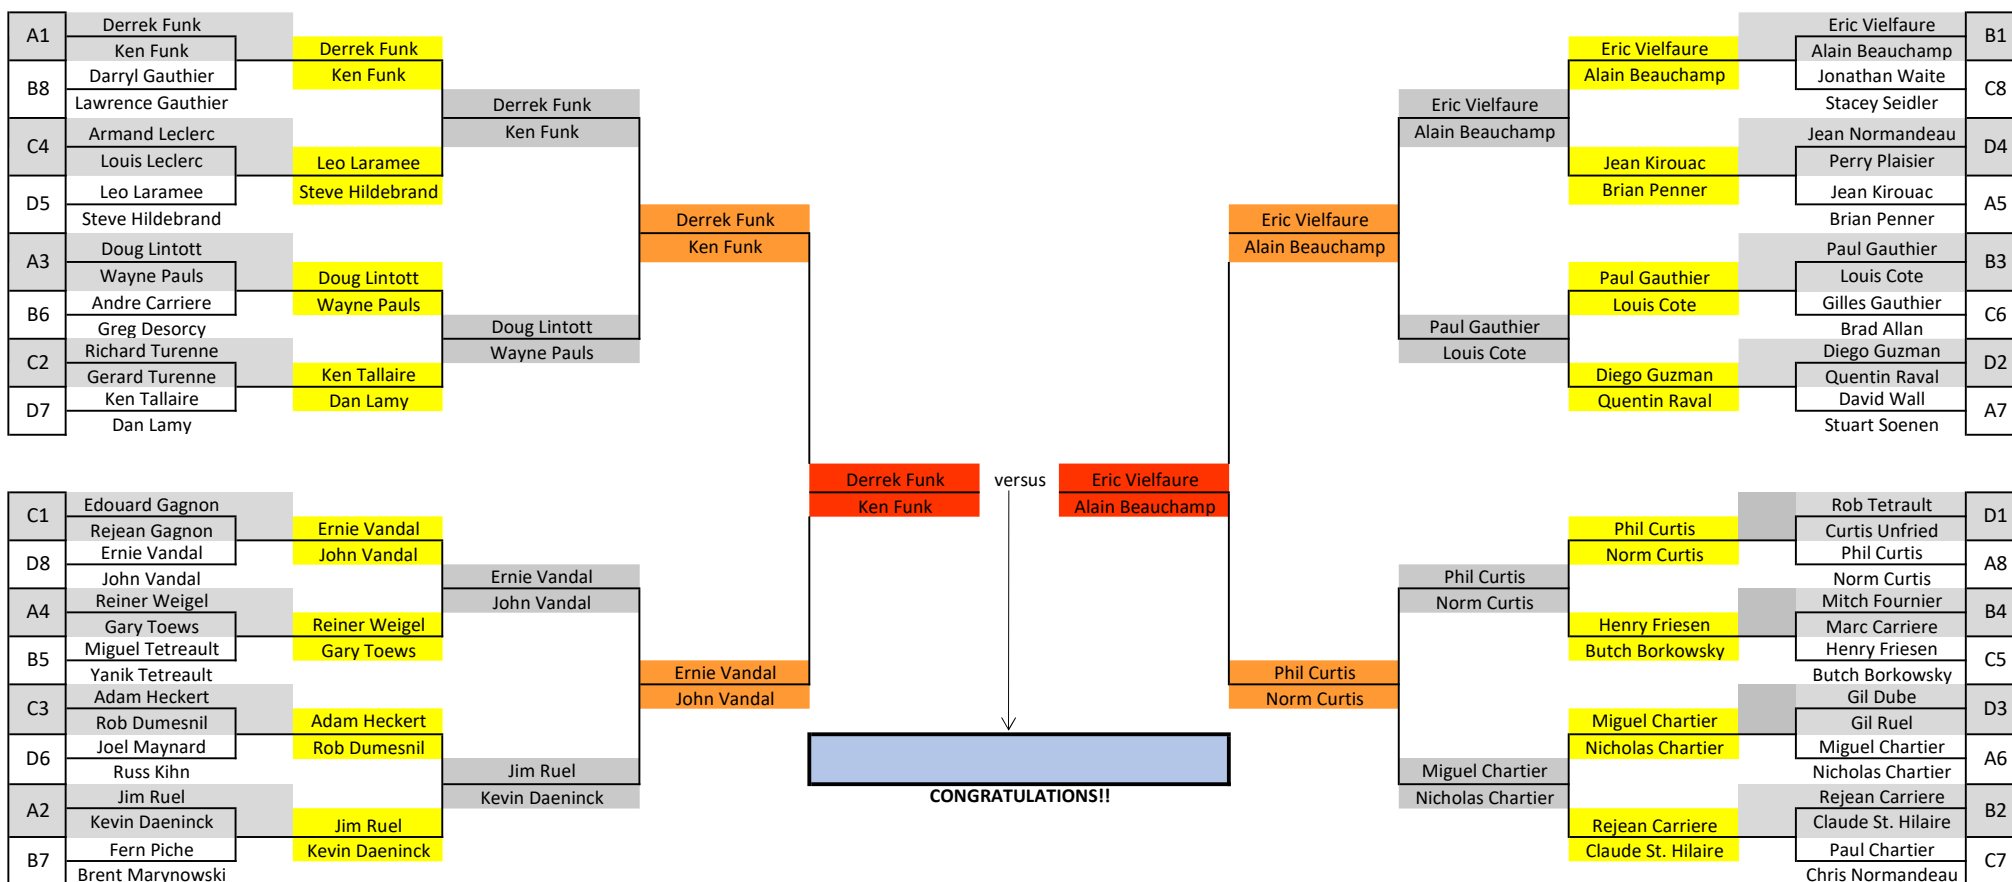 A1
Derrek Funk
Ken Funk
B8
Darryl Gauthier
Lawrence Gauthier
C4
Armand Leclerc
Louis Leclerc
D5
Leo Laramee
Steve Hildebrand
A3
Doug Lintott
Wayne Pauls
B6
Andre Carriere
Greg Desorcy
C2
Richard Turenne
Gerard Turenne
D7
Ken Tallaire
Dan Lamy
C1
Edouard Gagnon
Rejean Gagnon
D8
Ernie Vandal
John Vandal
A4
Reiner Weigel
Gary Toews
B5
Miguel Tetreault
Yanik Tetreault
C3
Adam Heckert
Rob Dumesnil
D6
Joel Maynard
Russ Kihn
A2
Jim Ruel
Kevin Daeninck
B7
Fern Piche
Brent Marynowski
Derrek Funk
Ken Funk
Leo Laramee
Steve Hildebrand
Doug Lintott
Wayne Pauls
Ken Tallaire
Dan Lamy
Ernie Vandal
John Vandal
Reiner Weigel
Gary Toews
Adam Heckert
Rob Dumesnil
Jim Ruel
Kevin Daeninck
Derrek Funk
Ken Funk
Doug Lintott
Wayne Pauls
Ernie Vandal
John Vandal
Jim Ruel
Kevin Daeninck
Derrek Funk
Ken Funk
Ernie Vandal
John Vandal
Derrek Funk
Ken Funk
versus
Eric Vielfaure
Alain Beauchamp
CONGRATULATIONS!!
Eric Vielfaure
Alain Beauchamp
Phil Curtis
Norm Curtis
Eric Vielfaure
Alain Beauchamp
Paul Gauthier
Louis Cote
Phil Curtis
Norm Curtis
Miguel Chartier
Nicholas Chartier
Eric Vielfaure
Alain Beauchamp
Jean Kirouac
Brian Penner
Paul Gauthier
Louis Cote
Diego Guzman
Quentin Raval
Phil Curtis
Norm Curtis
Henry Friesen
Butch Borkowsky
Miguel Chartier
Nicholas Chartier
Rejean Carriere
Claude St. Hilaire
Eric Vielfaure
Alain Beauchamp
B1
Jonathan Waite
Stacey Seidler
C8
Jean Normandeau
Perry Plaisier
D4
Jean Kirouac
Brian Penner
A5
Paul Gauthier
Louis Cote
B3
Gilles Gauthier
Brad Allan
C6
Diego Guzman
Quentin Raval
D2
David Wall
Stuart Soenen
A7
Rob Tetrault
Curtis Unfried
D1
Phil Curtis
Norm Curtis
A8
Mitch Fournier
Marc Carriere
B4
Henry Friesen
Butch Borkowsky
C5
Gil Dube
Gil Ruel
D3
Miguel Chartier
Nicholas Chartier
A6
Rejean Carriere
Claude St. Hilaire
B2
Paul Chartier
Chris Normandeau
C7